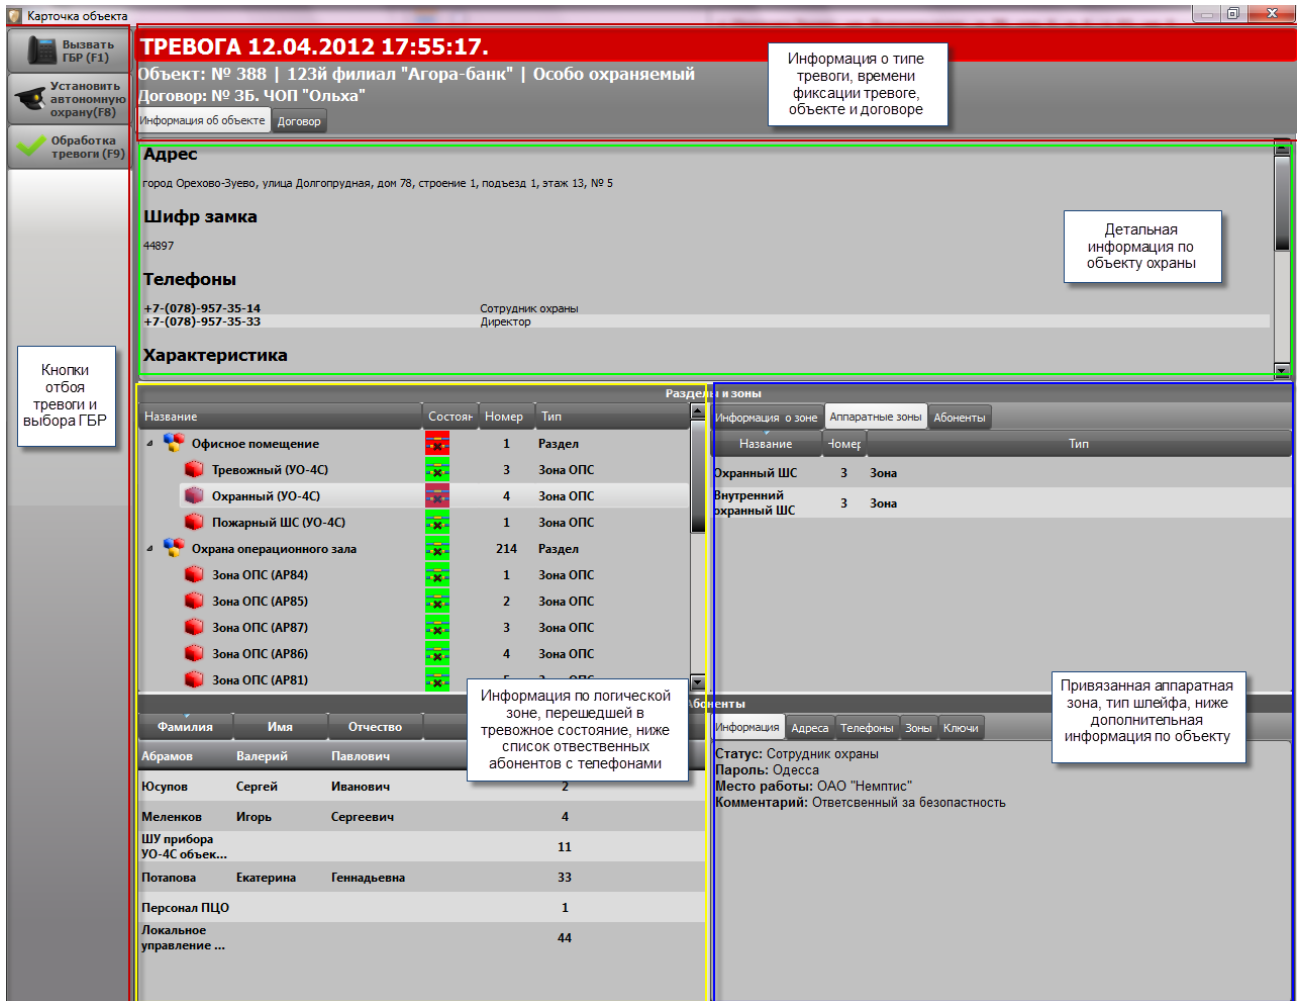 Карточка объекта
Вызвать
ГБР (F1)
Установить
автономную
охрану(F8)
Обработка
тревоги (F9)
Кнопки
отбоя
тревоги и
выбора ГБР
ТРЕВОГА 12.04.2012 17:55:17.
Объект: № 388 | 123й филиал "Агора-банк" | Особо охраняемый
Договор: № 3Б. ЧОП "Ольха"
Информация об объекте Договор
Информация о типе
тревоги, времени
фиксации тревоге,
объекте и договоре
Адрес
город Орехово-Зуево, улица Долгопрудная, дом 78, строение 1, подъезд 1, этаж 13, № 5
Шифр замка
44897
Телефоны
+7-(078)-957-35-14 Сотрудник охраны
+7-(078)-957-35-33 Директор
Характеристика
Детальная
информация по
объекту охраны
Разделы и зоны
Название Состоян Номер Тип
Офисное помещение 1 Раздел
Тревожный (УО-4С) 3 Зона ОПС
Охранный (УО-4С) 4 Зона ОПС
Пожарный ШС (УО-4С) 1 Зона ОПС
Охрана операционного зала 214 Раздел
Зона ОПС (АР84) 1 Зона ОПС
Зона ОПС (АР85) 2 Зона ОПС
Зона ОПС (АР87) 3 Зона ОПС
Зона ОПС (АР86) 4 Зона ОПС
Зона ОПС (АР81)
Информация о зоне Аппаратные зоны Абоненты
Название Номер Тип
Охранный ШС 3 Зона
Внутренний
охранный ШС 3 Зона
Информация по логической
зоне, перешедшей в
тревожное состояние, ниже
список отвественных
абонентов с телефонами
Привязанная аппаратная
зона, тип шлейфа, ниже
дополнительная
информация по объекту
Абоненты
Фамилия Имя Отчество
Абрамов Валерий Павлович
Юсупов Сергей Иванович 2
Меленков Игорь Сергеевич 4
ШУ прибора
УО-4С объек... 11
Потапова Екатерина Геннадьевна 33
Персонал ПЦО 1
Локальное
управление ... 44
Информация Адреса Телефоны Зоны Ключи
Статус: Сотрудник охраны
Пароль: Одесса
Место работы: ОАО "Немптис"
Комментарий: Ответсвенный за безопастность